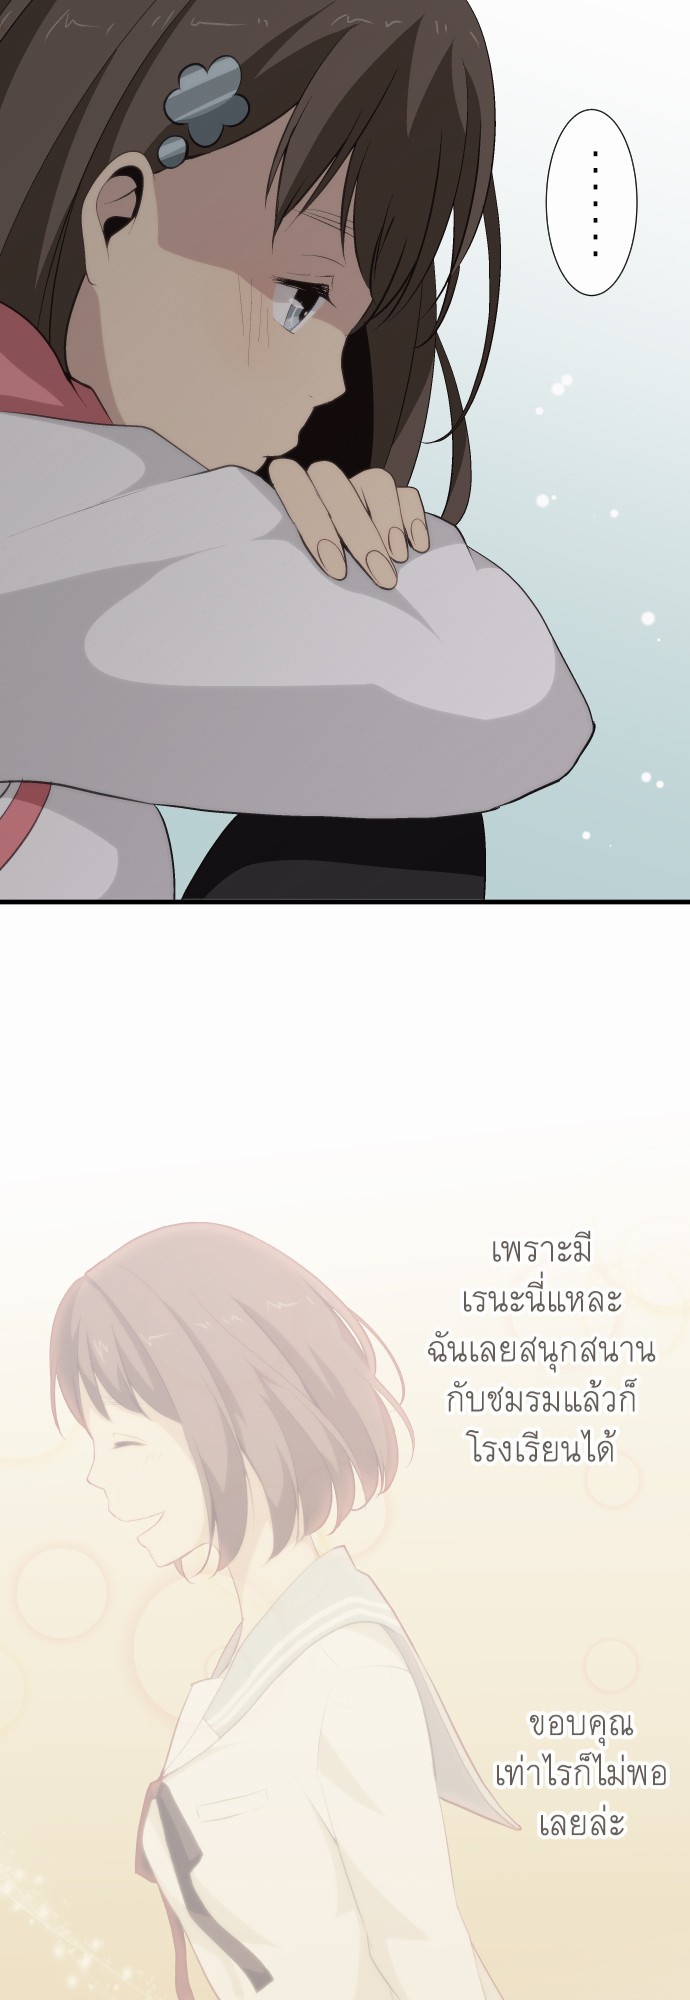 ......
เพราะมี
เรนะนี่แหละ
ฉันเลยสนุกสนาน
กับชมรมแล้วก็
โรงเรียนได้
ขอบคุณ
เท่าไรก็ไม่พอ
เลยล่ะ